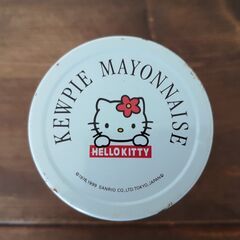 KEWPIE MAYONNAISE
HELLO KITTY
©1976,1999 SANRIO CO.,LTD.TOKYO,JAPAN©